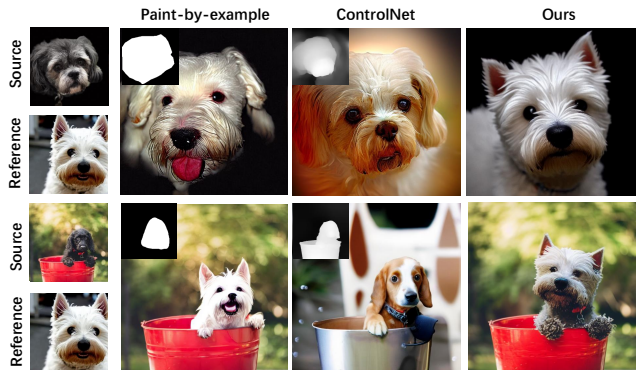 Paint-by-example ControlNet Ours
Source
Reference
Source
Reference